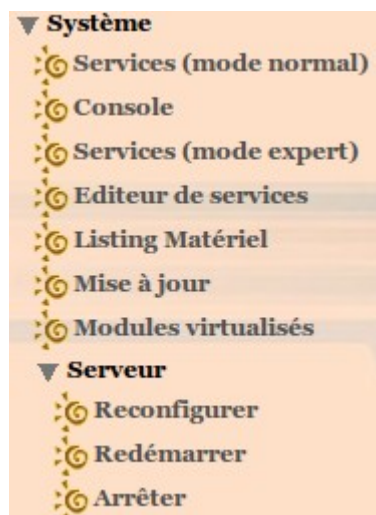 Système
Services (mode normal)
Console
Services (mode expert)
Editeur de services
Listing Matériel
Mise à jour
Modules virtualisés
Serveur
Reconfigurer
Redémarrer
Arrêter